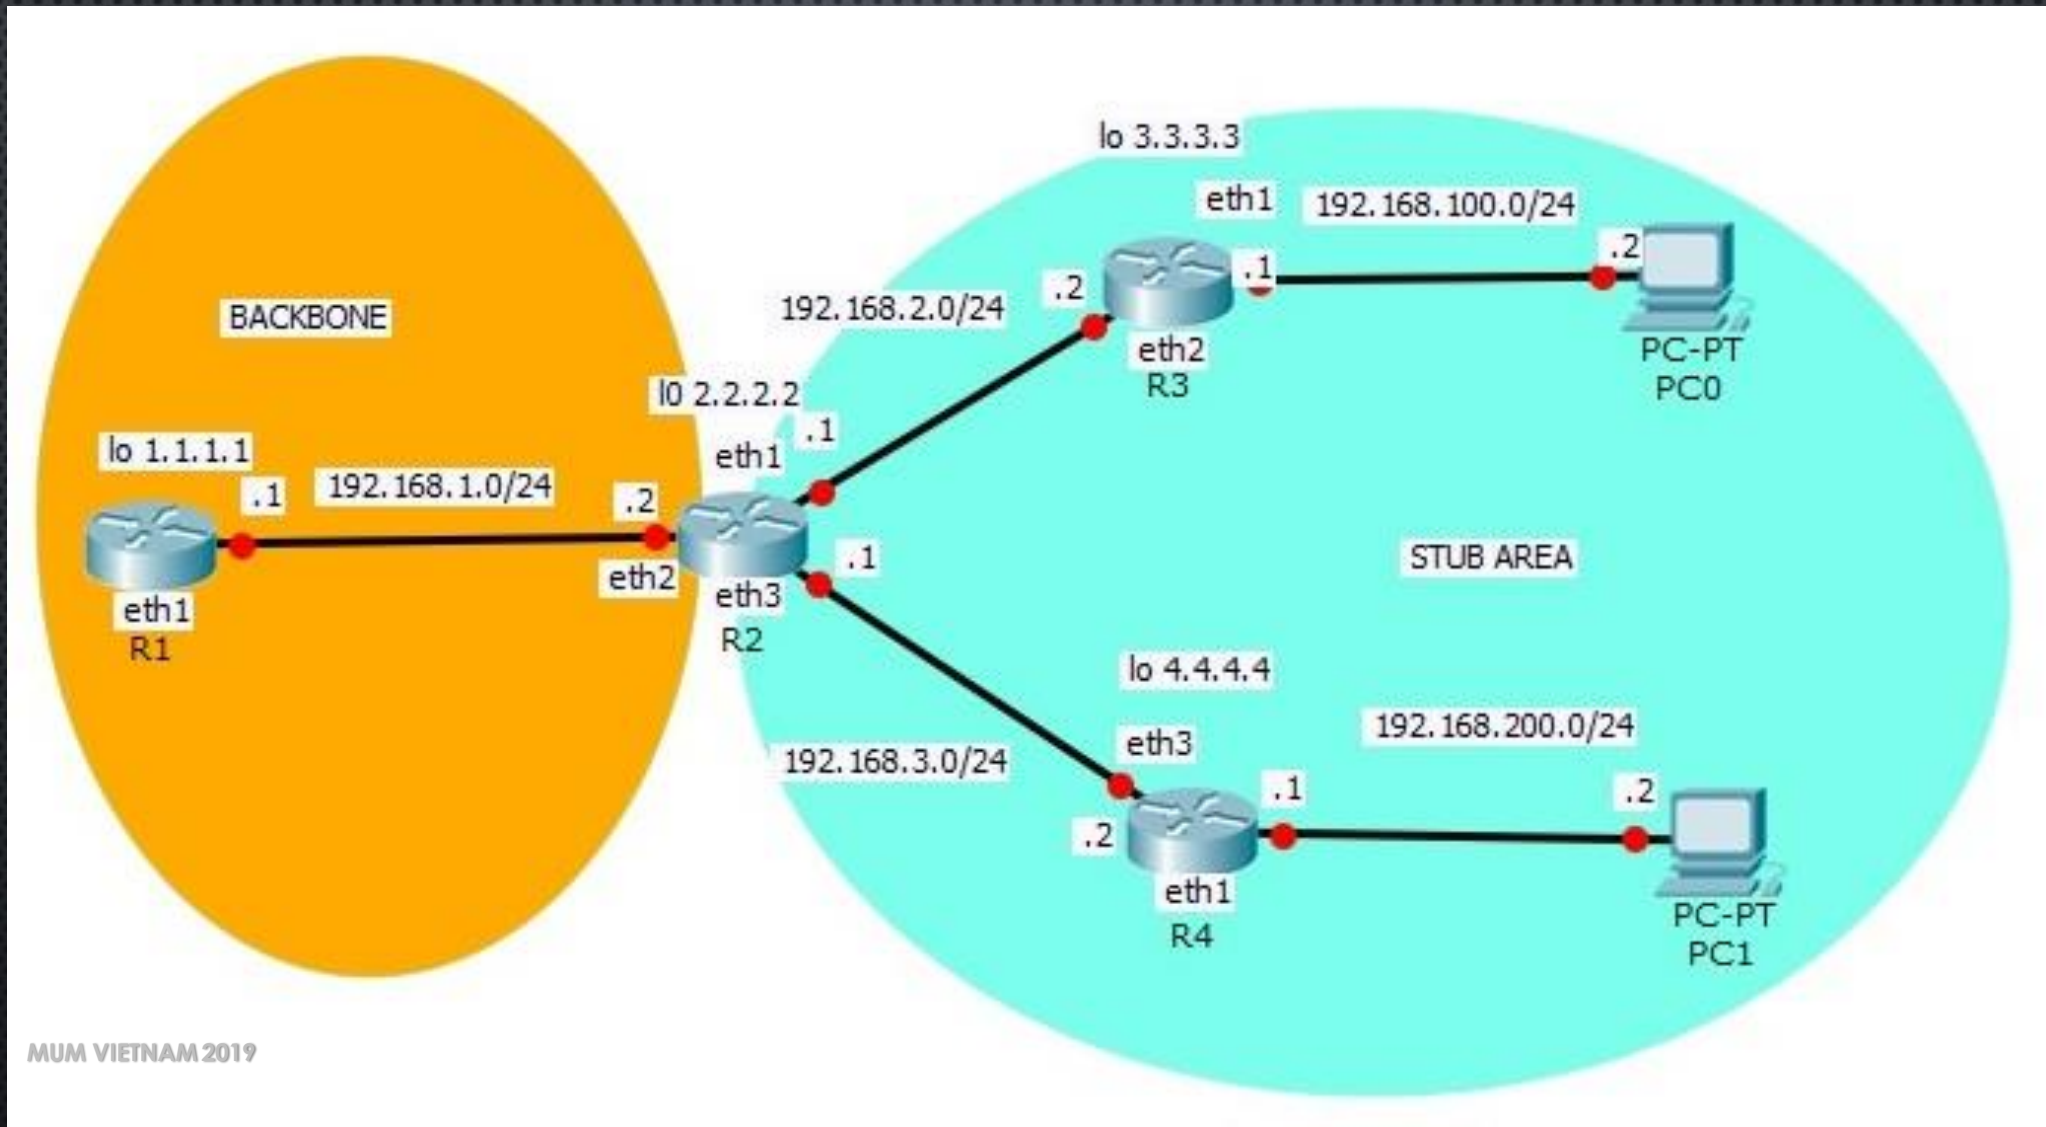 lo 3.3.3.3
eth1
192.168.100.0/24
.2
.1
.2
192.168.2.0/24
BACKBONE
eth2
R3
PC-PT
PC0
l0 2.2.2.2
.1
eth1
lo 1.1.1.1
.1
192.168.1.0/24
.2
eth2
eth1
R1
.1
eth3
R2
STUB AREA
lo 4.4.4.4
192.168.200.0/24
eth3
192.168.3.0/24
.1
.2
.2
eth1
R4
PC-PT
PC1
MUM VIETNAM 2019